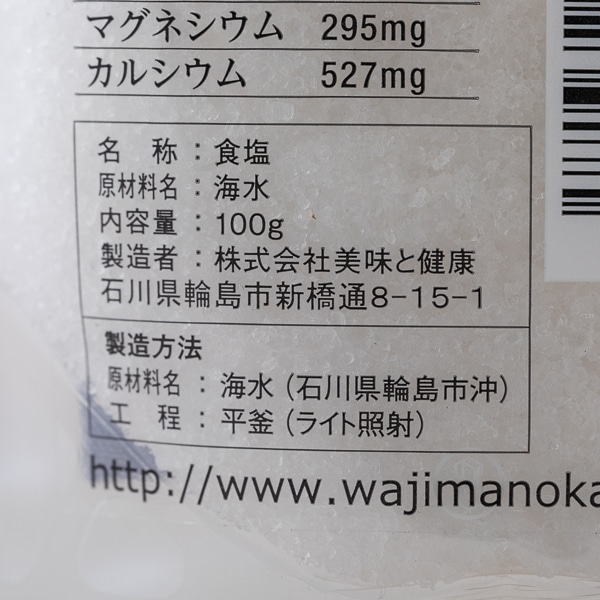 マグネシウム 295mg
カルシウム 527mg
名 称 : 食塩
原材料名 : 海水
内容量 : 100g
製造者 : 株式会社美味と健康
石川県輪島市新橋通8-15-1
製造方法
原材料名 : 海水 (石川県輪島市沖)
工 程 : 平釜 (ライト照射)
http://www.wajimanoka